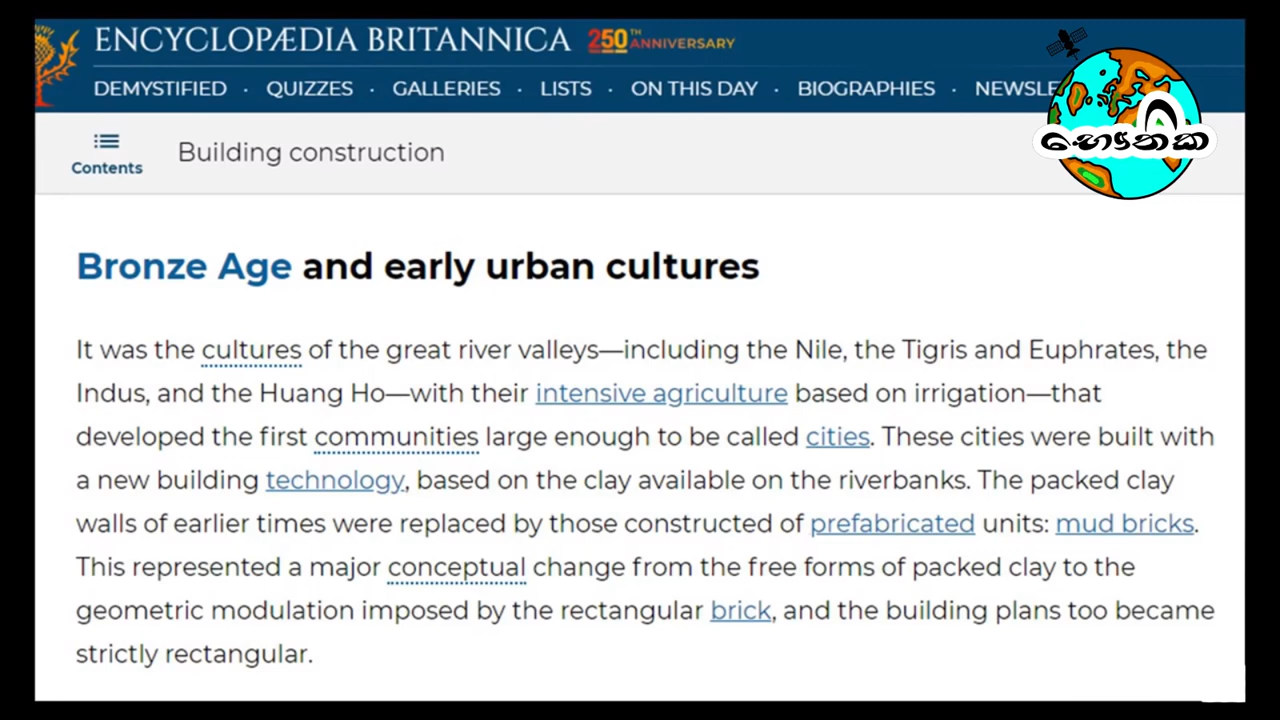 ENCYCLOPÆDIA BRITANNICA 250TH ANNIVERSARY
DEMYSTIFIED · QUIZZES · GALLERIES · LISTS · ON THIS DAY · BIOGRAPHIES · NEWSLE
භෞතික
Contents
Building construction
Bronze Age and early urban cultures
It was the cultures of the great river valleys—including the Nile, the Tigris and Euphrates, the
Indus, and the Huang Ho—with their intensive agriculture based on irrigation—that
developed the first communities large enough to be called cities. These cities were built with
a new building technology, based on the clay available on the riverbanks. The packed clay
walls of earlier times were replaced by those constructed of prefabricated units: mud bricks.
This represented a major conceptual change from the free forms of packed clay to the
geometric modulation imposed by the rectangular brick, and the building plans too became
strictly rectangular.